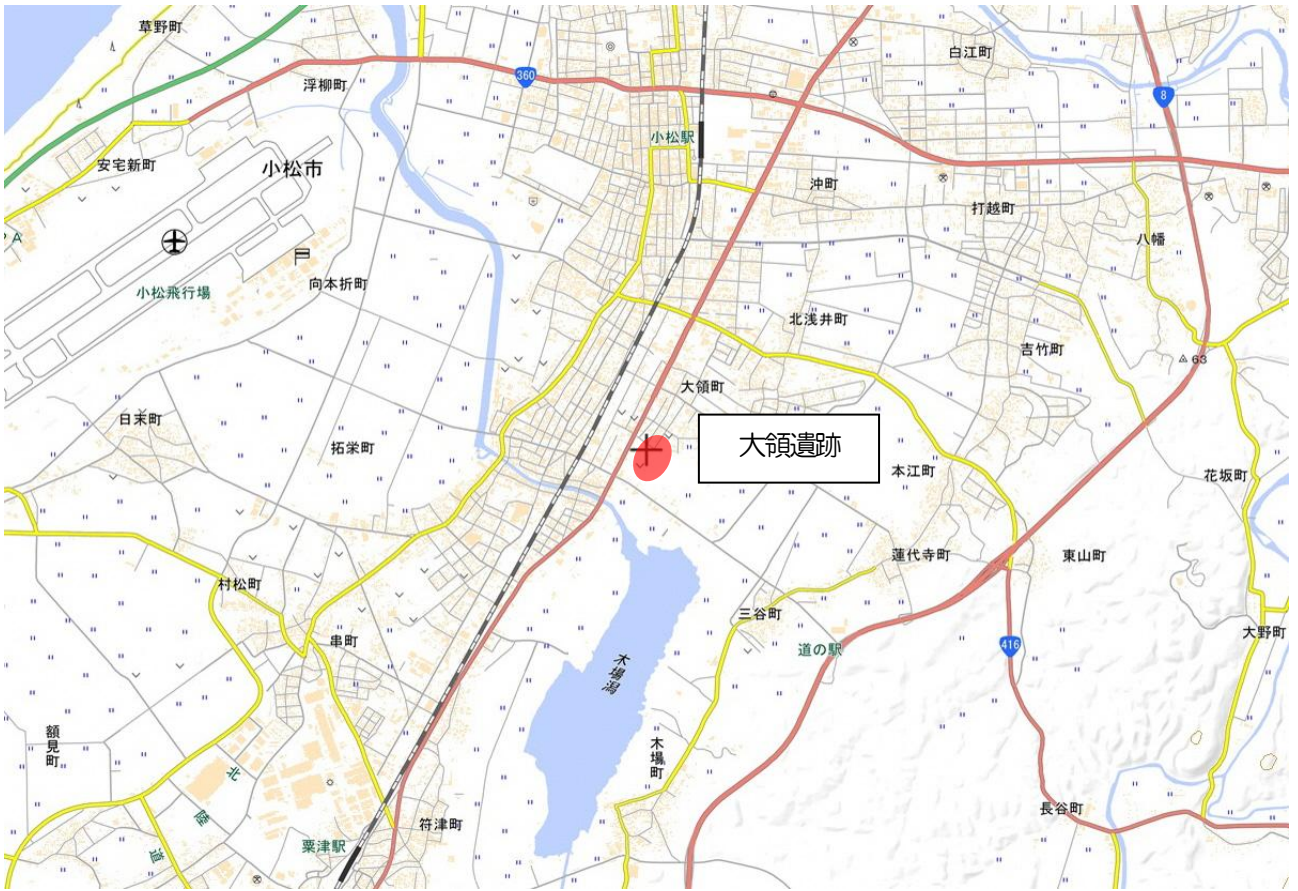 草野町
白江町
浮柳町
360
8
小松駅
安宅新町
小松市
沖町
打越町
八幡
P A
向本折町
小松飛行場
北浅井町
吉竹町
63
大領町
日末町
拓栄町
大領遺跡
本江町
花坂町
蓮代寺町
東山町
村松町
三谷町
串町
道の駅
416
大野町
木場潟
額見町
木場町
北陸道
長谷町
符津町
粟津駅